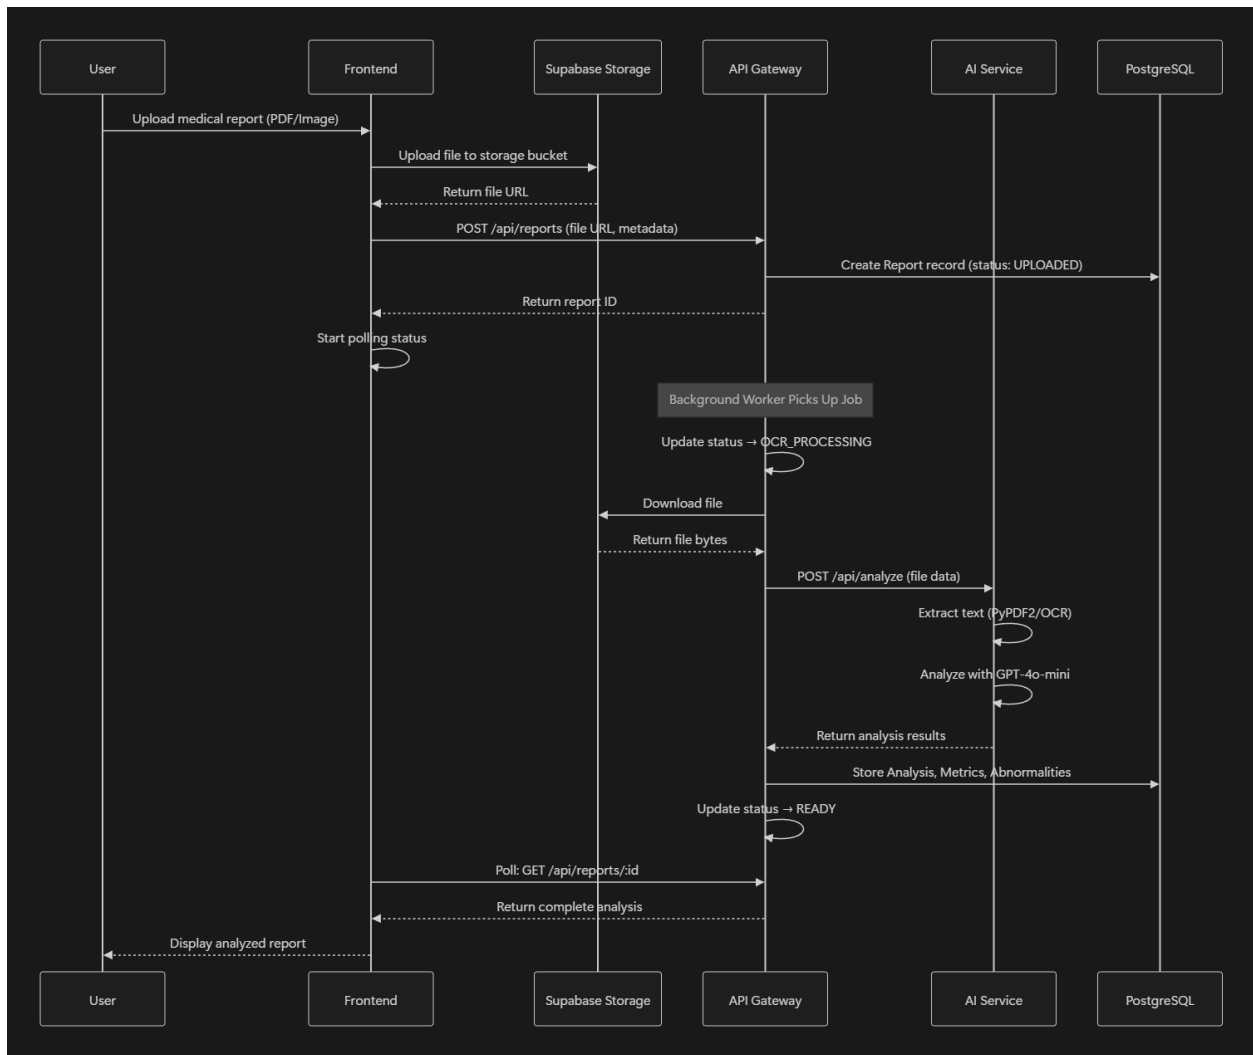 User
Frontend
Supabase Storage
API Gateway
AI Service
PostgreSQL
Upload medical report (PDF/Image)
Upload file to storage bucket
Return file URL
POST /api/reports (file URL, metadata)
Create Report record (status: UPLOADED)
Return report ID
Start polling status
Background Worker Picks Up Job
Update status → OCR_PROCESSING
Download file
Return file bytes
POST /api/analyze (file data)
Extract text (PyPDF2/OCR)
Analyze with GPT-4o-mini
Return analysis results
Store Analysis, Metrics, Abnormalities
Update status → READY
Poll: GET /api/reports/:id
Return complete analysis
Display analyzed report
User
Frontend
Supabase Storage
API Gateway
AI Service
PostgreSQL